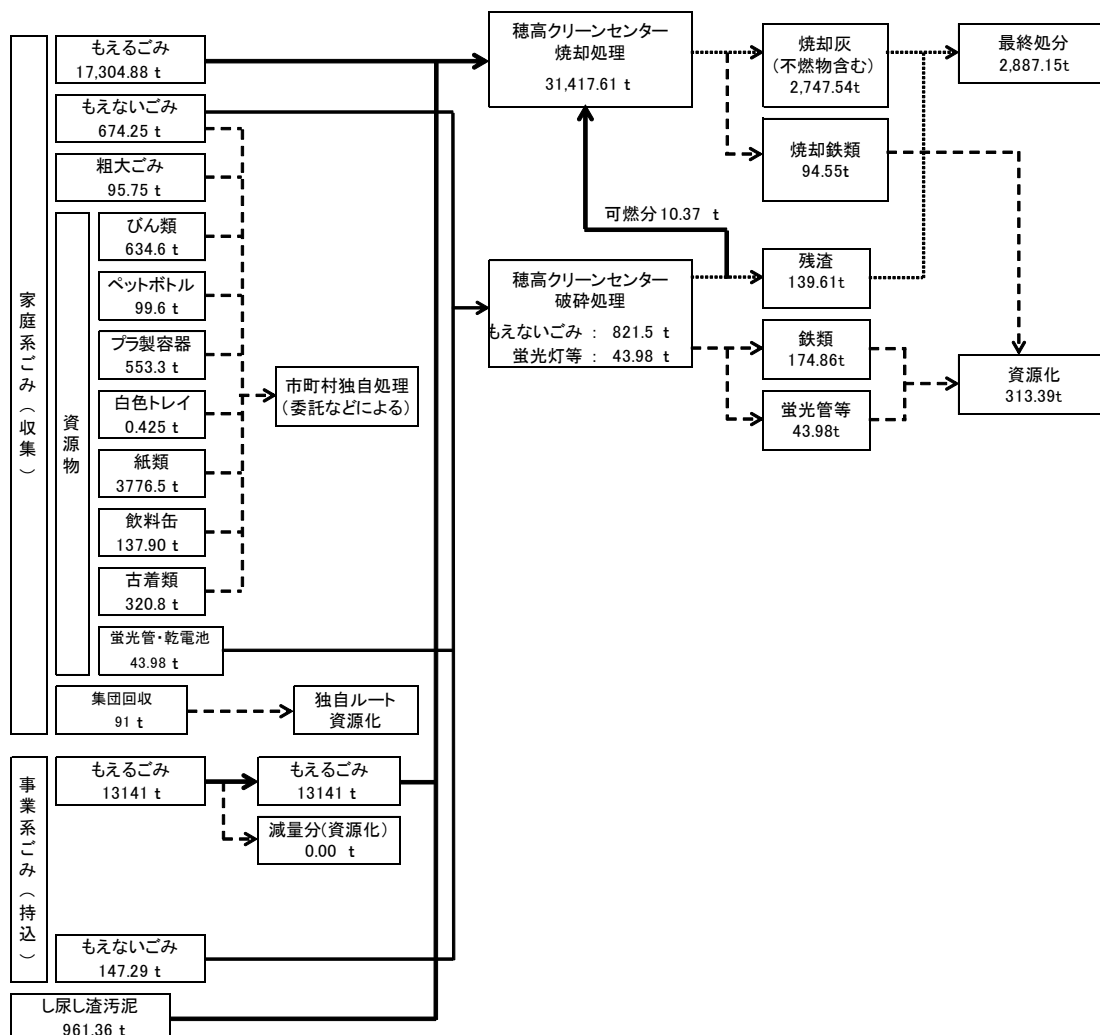 家庭系ごみ(収集)
もえるごみ
17,304.88 t
もえないごみ
674.25 t
粗大ごみ
95.75 t
資源物
びん類
634.6 t
ペットボトル
99.6 t
プラ製容器
553.3 t
白色トレイ
0.425 t
紙類
3776.5 t
飲料缶
137.90 t
古着類
320.8 t
蛍光管・乾電池
43.98 t
集団回収
91 t
市町村独自処理
(委託などによる)
独自ルート
資源化
事業系ごみ(持込)
もえるごみ
13141 t
もえるごみ
13141 t
減量分(資源化)
0.00 t
もえないごみ
147.29 t
し尿し渣汚泥
961.36 t
穂高クリーンセンター
焼却処理
31,417.61 t
可燃分 10.37 t
穂高クリーンセンター
破砕処理
もえないごみ : 821.5 t
蛍光灯等 : 43.98 t
焼却灰
(不燃物含む)
2,747.54t
焼却鉄類
94.55t
残渣
139.61t
鉄類
174.86t
蛍光管等
43.98t
最終処分
2,887.15t
資源化
313.39t